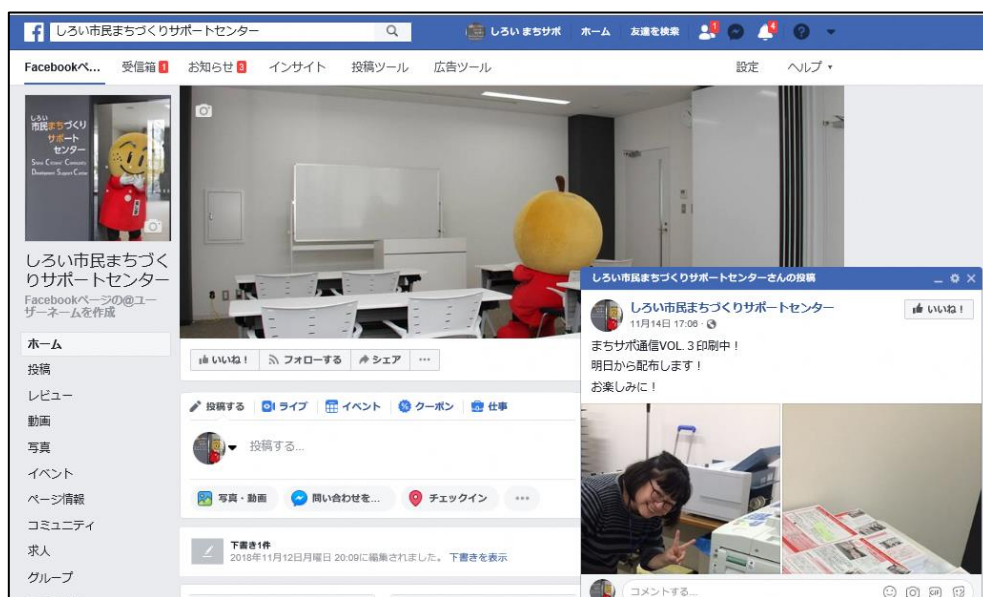 しろい市民まちづくりサポートセンター
しろい まちサポ
ホーム
友達を検索
1
4
Facebookペ...
受信箱 1
お知らせ 3
インサイト
投稿ツール
広告ツール
設定
ヘルプ
しろい
市民まちづくり
サポート
センター
しろい市民まちづく
りサポートセンター
Facebookページの@ユー
ザーネームを作成
ホーム
投稿
レビュー
動画
写真
イベント
ページ情報
コミュニティ
求人
グループ
いいね！
フォローする
シェア
投稿する
ライブ
イベント
クーポン
仕事
投稿する...
写真・動画
問い合わせを...
チェックイン
下書き1件
2018年11月12日月曜日 20:09に編集されました。下書きを表示
しろい市民まちづくりサポートセンターさんの投稿
しろい市民まちづくりサポートセンター
11月14日 17:06
いいね！
まちサポ通信VOL.３印刷中！
明日から配布します！
お楽しみに！
コメントする...
GIF